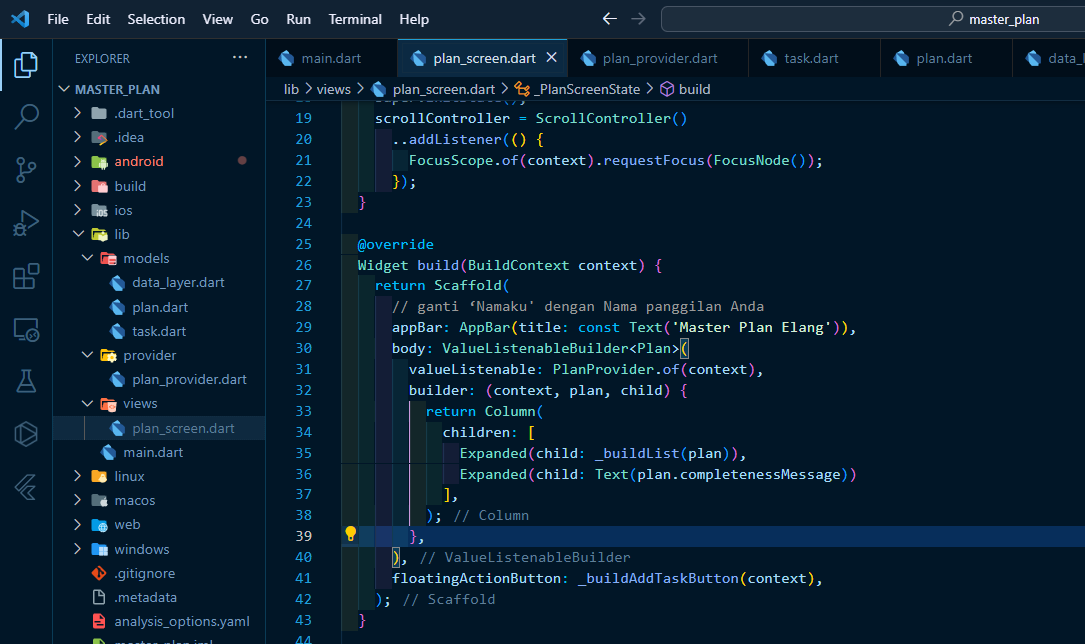 File Edit Selection View Go Run Terminal Help
master_plan
EXPLORER
main.dart
plan_screen.dart
plan_provider.dart
task.dart
plan.dart
MASTER_PLAN
lib > views > plan_screen.dart > _PlanScreenState > build
.dart_tool
.idea
android
build
ios
lib
models
data_layer.dart
plan.dart
task.dart
provider
plan_provider.dart
views
plan_screen.dart
main.dart
linux
macos
web
windows
.gitignore
.metadata
analysis_options.yaml
19 scrollController = ScrollController()
20 ..addListener(() {
21 FocusScope.of(context).requestFocus(FocusNode());
22 });
23 }
24
25 @override
26 Widget build(BuildContext context) {
27 return Scaffold(
28 // ganti ‘Namaku' dengan Nama panggilan Anda
29 appBar: AppBar(title: const Text('Master Plan Elang')),
30 body: ValueListenableBuilder<Plan>(
31 valueListenable: PlanProvider.of(context),
32 builder: (context, plan, child) {
33 return Column(
34 children: [
35 Expanded(child: _buildList(plan)),
36 Expanded(child: Text(plan.completenessMessage))
37 ],
38 ); // Column
39 },
40 ), // ValueListenableBuilder
41 floatingActionButton: _buildAddTaskButton(context),
42 ); // Scaffold
43 }
44